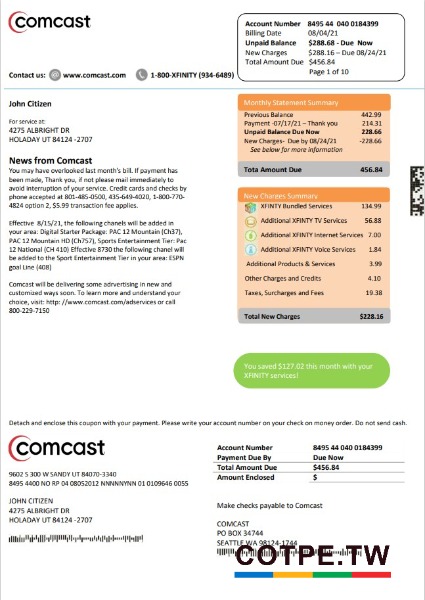 comcast
Account Number 8495 44 040 0184399
Billing Date 08/04/21
Unpaid Balance $288.68 - Due Now
New Charges $288.16 – Due 08/24/21
Total Amount Due $456.84
Page 1 of 10
Contact us: www.comcast.com 1-800-XFINITY (934-6489)
John Citizen
For service at:
4275 ALBRIGHT DR
HOLADAY UT 84124 -2707
News from Comcast
You may have overlooked last month's bill. If payment has
been made, Thank you, if not please mail immediately to
avoid interruption of your service. Credit cards and checks by
phone accepted at 801-485-0500, 435-649-4020, 1-800-770-
4824 option 2, $5.99 transaction fee applies.
Effective 8/15/21, the following chanels will be added in
your area: Digital Starter Package: PAC 12 Mountain (Ch37),
PAC 12 Mountain HD (Ch757), Sports Entertainment Tier: Pac
12 National (CH 410) Effective 8730 the following chanel will
be added to the Sport Entertainment Tier in your area: ESPN
goal Line (408)
Comcast will be delivering some advertising in new and
customized ways soon. To learn more and understand your
choice, visit: http://www.comcast.com/adservices or call
800-229-7150
Monthly Statement Summary
Previous Balance 442.99
Payment -07/17/21 – Thank you 214.31
Unpaid Balance Due Now 228.66
New Charges- Due by 08/24/21 -228.66
See below for more information
Total Amount Due 456.84
New Charges Summary
XFINITY Bundled Services 134.99
Additional XFINITY TV Services 56.88
Additional XFINITY Internet Services 7.00
Additional XFINITY Voice Services 1.84
Additional Products & Services 3.99
Other Charges and Credits 4.10
Taxes, Surcharges and Fees 19.38
Total New Charges $228.16
You saved $127.02 this month with your
XFINITY services!
Detach and enclose this coupon with your payment. Please write your account number on your check on money order. Do not send cash.
comcast
9602 S 300 W SANDY UT 84070-3340
8495 4400 NO RP 04 08052012 NNNNNYNN 01 0109646 0055
JOHN CITIZEN
4275 ALBRIGHT DR
HOLADAY UT 84124 -2707
Account Number 8495 44 040 0184399
Payment Due By Due Now
Total Amount Due $456.84
Amount Enclosed $
Make checks payable to Comcast
COMCAST
PO BOX 34744
SEATTLE WA 98124-1744
COTPE.TW